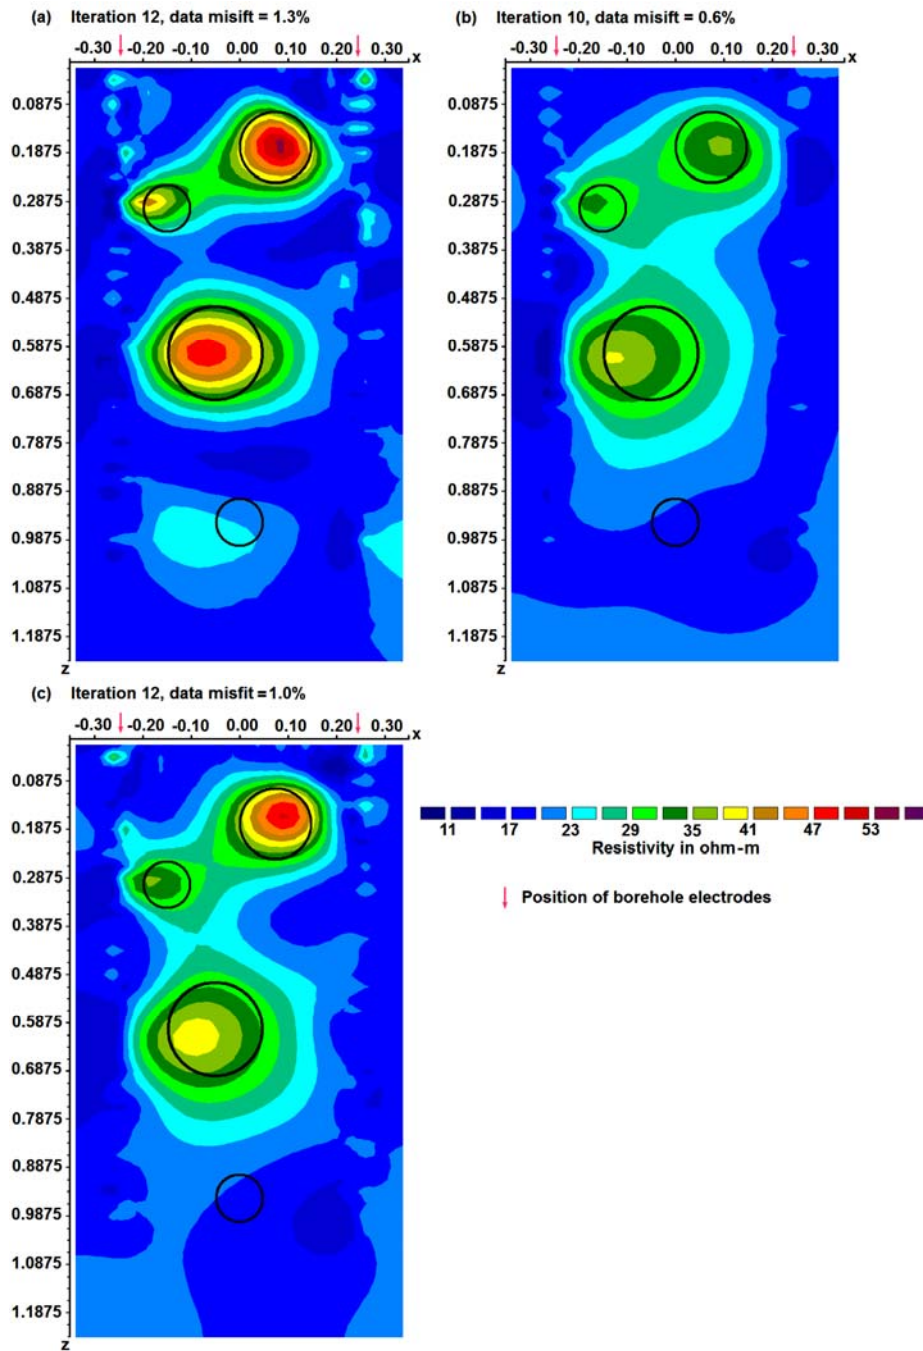 (a) Iteration 12, data misift = 1.3%
-0.30 -0.20 -0.10 0.00 0.10 0.20 0.30
x
0.0875
0.1875
0.2875
0.3875
0.4875
0.5875
0.6875
0.7875
0.8875
0.9875
1.0875
1.1875
z
(b) Iteration 10, data misift = 0.6%
-0.30 -0.20 -0.10 0.00 0.10 0.20 0.30
x
0.0875
0.1875
0.2875
0.3875
0.4875
0.5875
0.6875
0.7875
0.8875
0.9875
1.0875
1.1875
z
(c) Iteration 12, data misfit = 1.0%
-0.30 -0.20 -0.10 0.00 0.10 0.20 0.30
x
0.0875
0.1875
0.2875
0.3875
0.4875
0.5875
0.6875
0.7875
0.8875
0.9875
1.0875
1.1875
z
11 17 23 29 35 41 47 53
Resistivity in ohm-m
Position of borehole electrodes